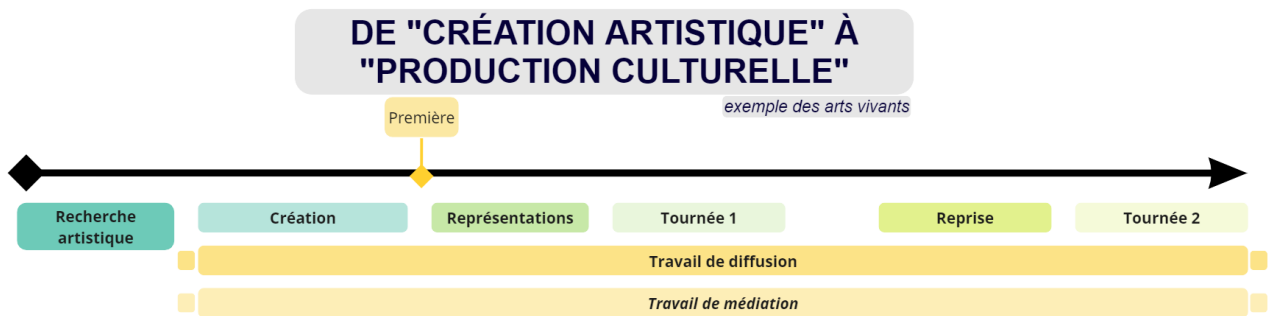 DE "CRÉATION ARTISTIQUE" À
"PRODUCTION CULTURELLE"
exemple des arts vivants
Première
Recherche
artistique
Création
Représentations
Tournée 1
Reprise
Tournée 2
Travail de diffusion
Travail de médiation